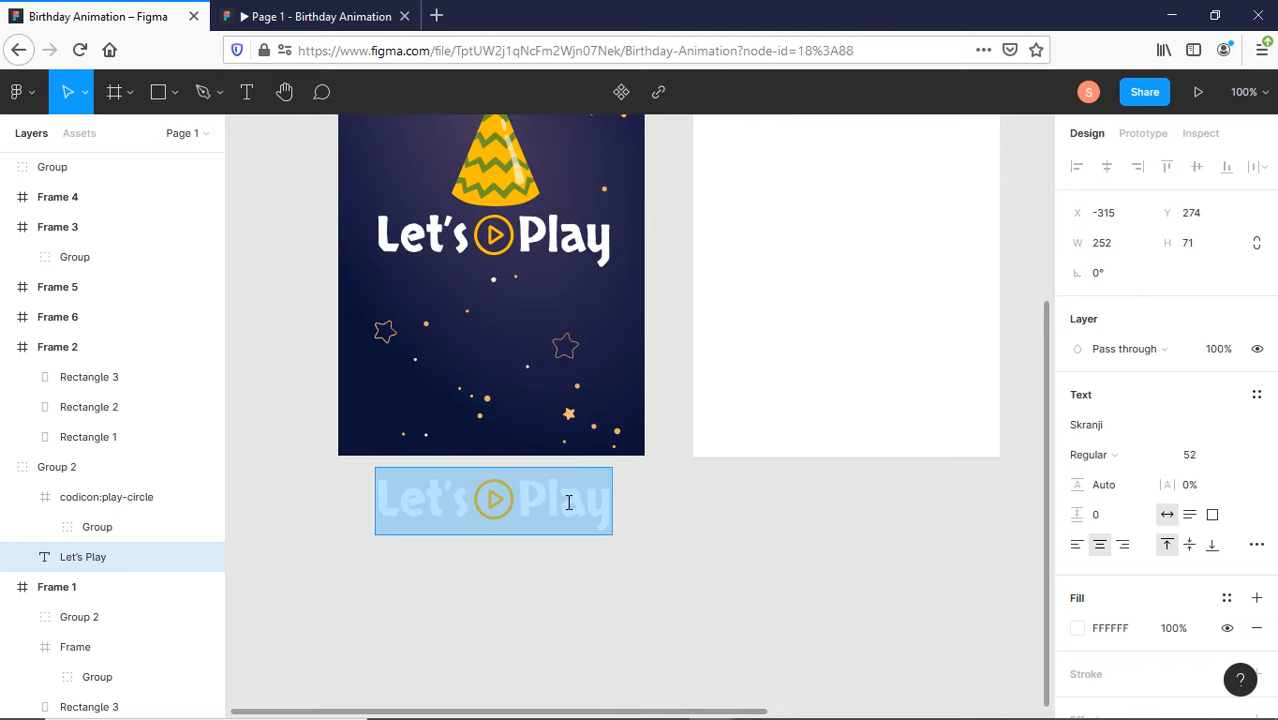 Birthday Animation – Figma
Page 1 - Birthday Animation
https://www.figma.com/file/TptUW2j1qNcFm2Wjn07Nek/Birthday-Animation?node-id=18%3A88
S
Share
100%
Layers
Assets
Page 1
Design
Prototype
Inspect
Group
Frame 4
Frame 3
Group
Frame 5
Frame 6
Frame 2
Rectangle 3
Rectangle 2
Rectangle 1
Group 2
codicon:play-circle
Group
Let's Play
Frame 1
Group 2
Frame
Group
Rectangle 3
Let's Play
Let's Play
X -315 Y 274
W 252 H 71
0°
Layer
Pass through 100%
Text
Skranji
Regular 52
Auto |A| 0%
0
Fill
FFFFFF 100%
Stroke
?